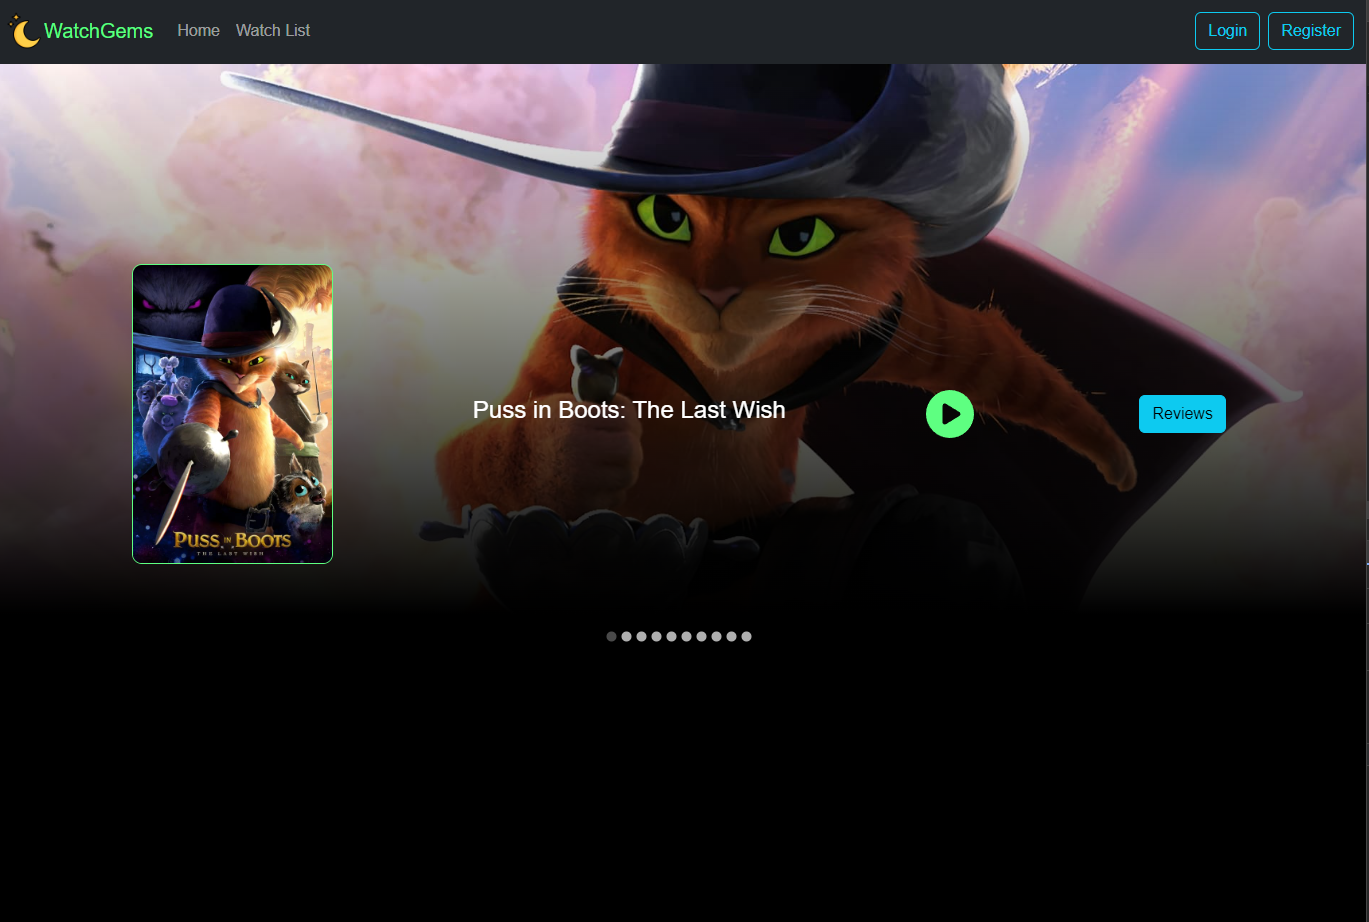 WatchGems Home Watch List Login Register
Puss in Boots: The Last Wish
Reviews
PUSS IN BOOTS
THE LAST WISH